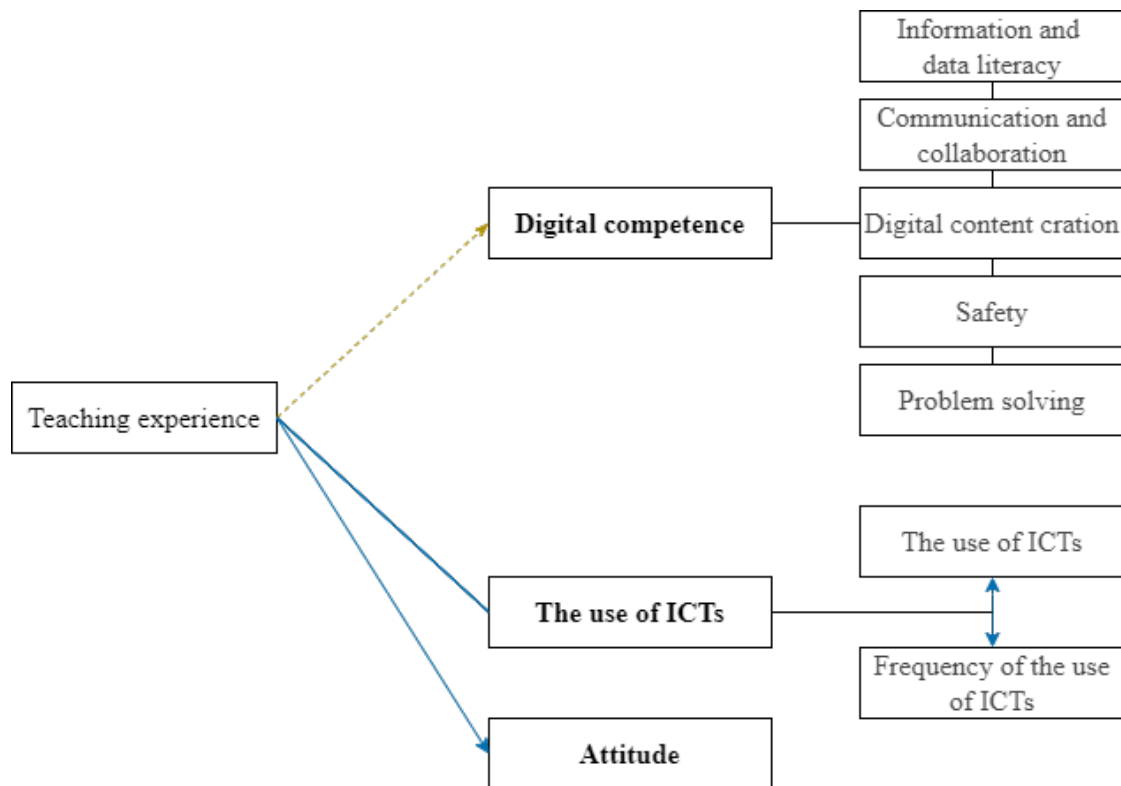 Information and
data literacy
Communication and
collaboration
Digital competence
Digital content cration
Safety
Teaching experience
Problem solving
The use of ICTs
The use of ICTs
Frequency of the use
of ICTs
Attitude